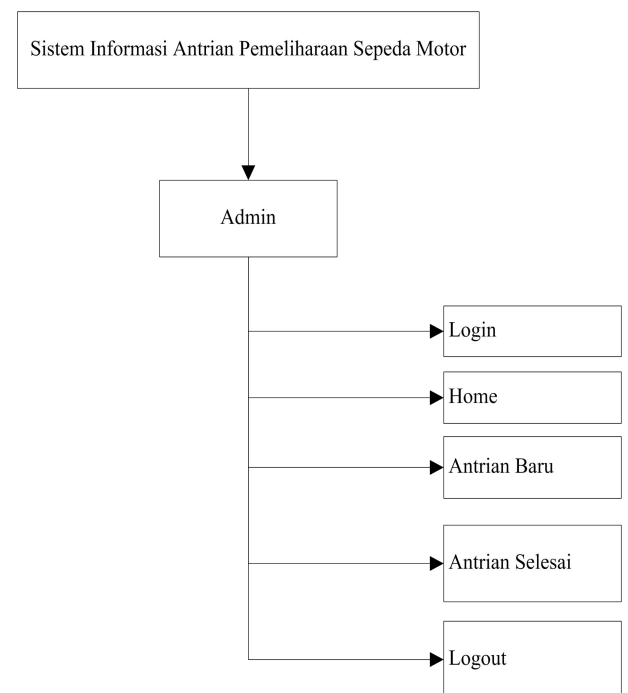 Sistem Informasi Antrian Pemeliharaan Sepeda Motor
Admin
Login
Home
Antrian Baru
Antrian Selesai
Logout